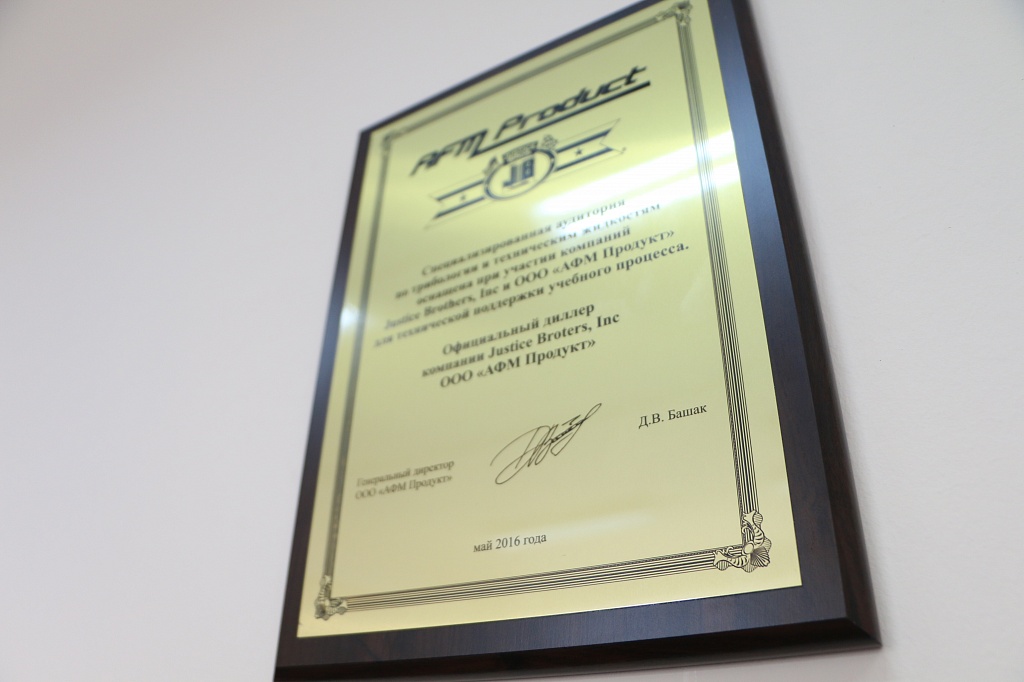 AFM Product
JB
Специализированная аудитория
по трибологии и техническим жидкостям
оснащена при участии компаний
Justice Brothers, Inc и ООО «АФМ Продукт»
для технической поддержки учебного процесса.
Официальный диллер
компании Justice Broters, Inc
ООО «АФМ Продукт»
Д.В. Башак
Генеральный директор
ООО «АФМ Продукт»
май 2016 года